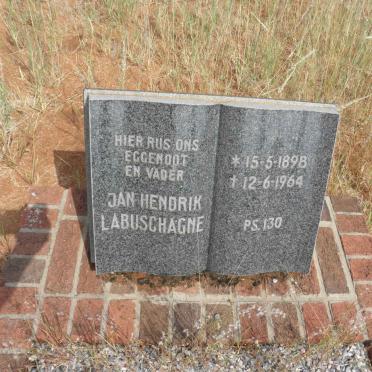 HIER RUS ONS
EGGENOOT
EN VADER
JAN HENDRIK
LABUSCHAGNE
* 15-5-1898
† 12-6-1964
PS. 130